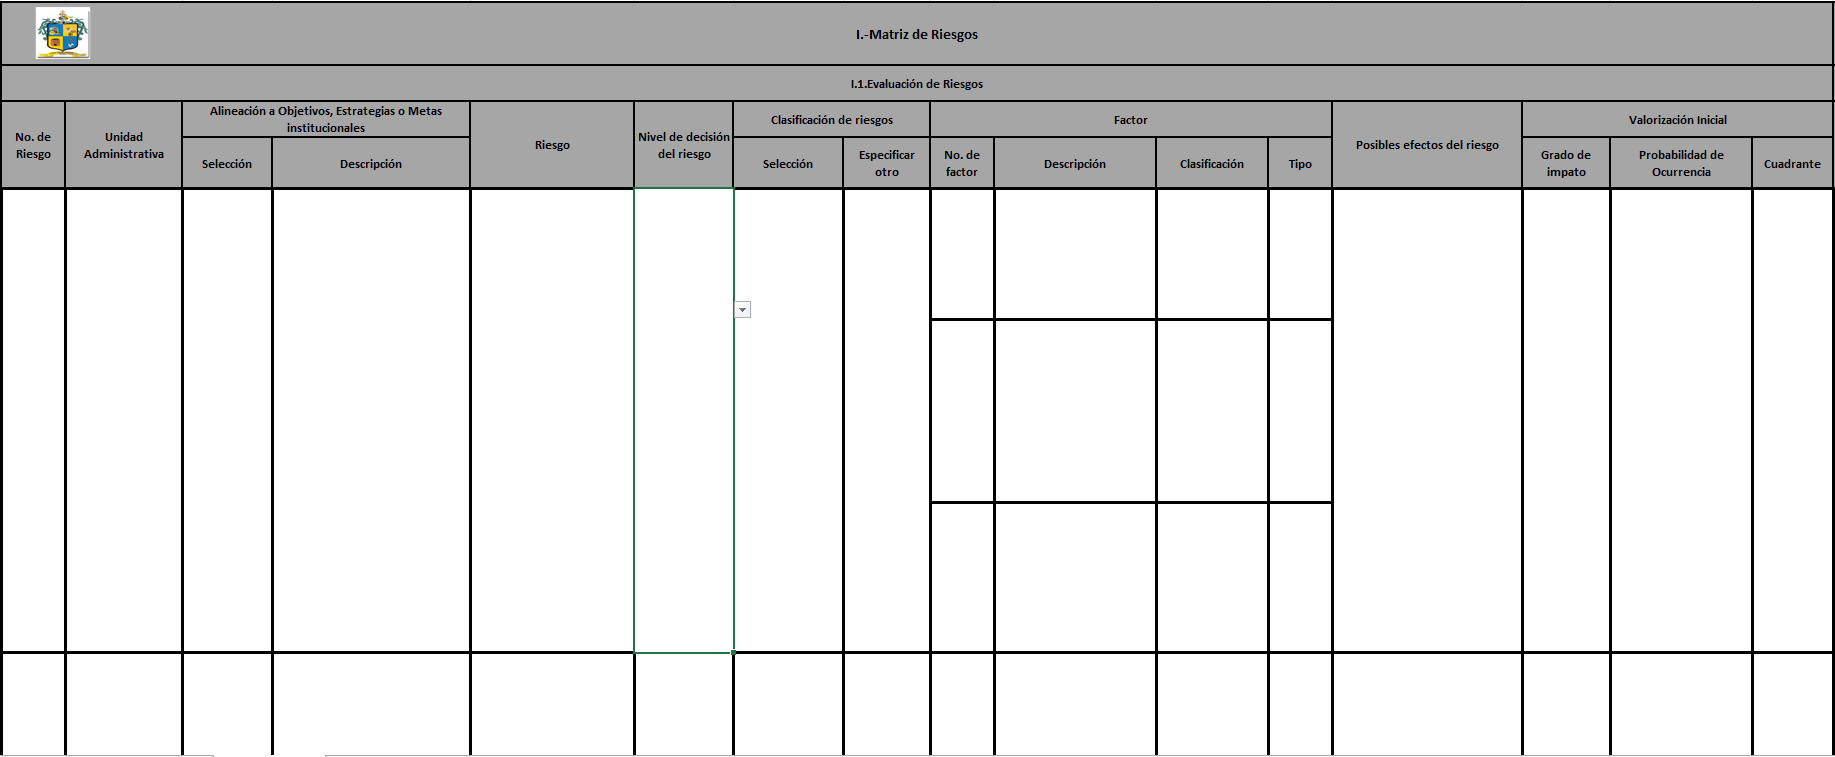 I.-Matriz de Riesgos
I.1.Evaluación de Riesgos
No. de
Riesgo
Unidad
Administrativa
Alineación a Objetivos, Estrategias o Metas
institucionales
Selección
Descripción
Riesgo
Nivel de decisión
del riesgo
Clasificación de riesgos
Selección
Especificar
otro
Factor
No. de
factor
Descripción
Clasificación
Tipo
Posibles efectos del riesgo
Valorización Inicial
Grado de
impato
Probabilidad de
Ocurrencia
Cuadrante